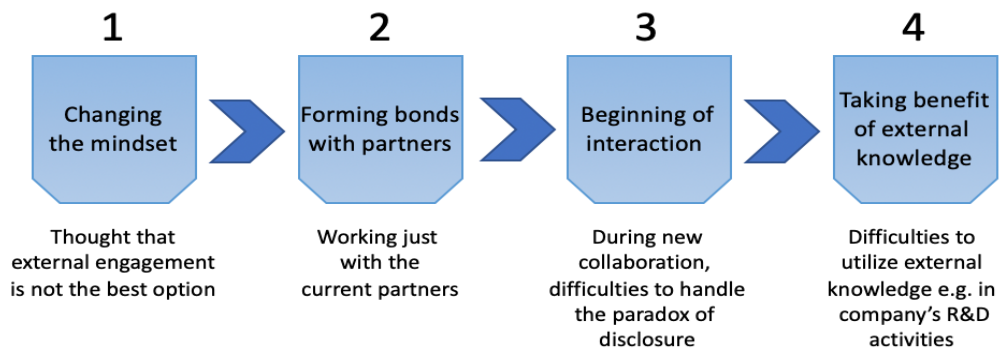 1
2
3
4
Changing
the mindset
Forming bonds
with partners
Beginning of
interaction
Taking benefit
of external
knowledge
Thought that
external engagement
is not the best option
Working just
with the
current partners
During new
collaboration,
difficulties to handle
the paradox of
disclosure
Difficulties to
utilize external
knowledge e.g. in
company's R&D
activities